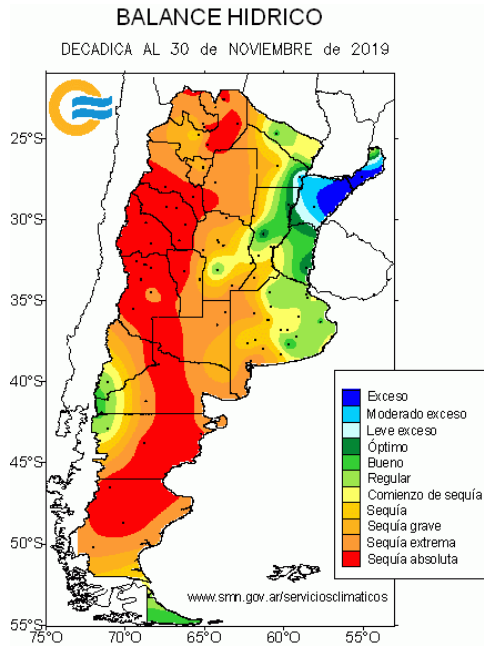 BALANCE HIDRICO
DECADICA AL 30 de NOVIEMBRE de 2019
25°S
30°S
35°S
40°S
45°S
50°S
55°S
75°O 70°O 65°O 60°O 55°O
Exceso
Moderado exceso
Leve exceso
Óptimo
Bueno
Regular
Comienzo de sequía
Sequía
Sequía grave
Sequía extrema
Sequía absoluta
www.smn.gov.ar/serviciosclimaticos